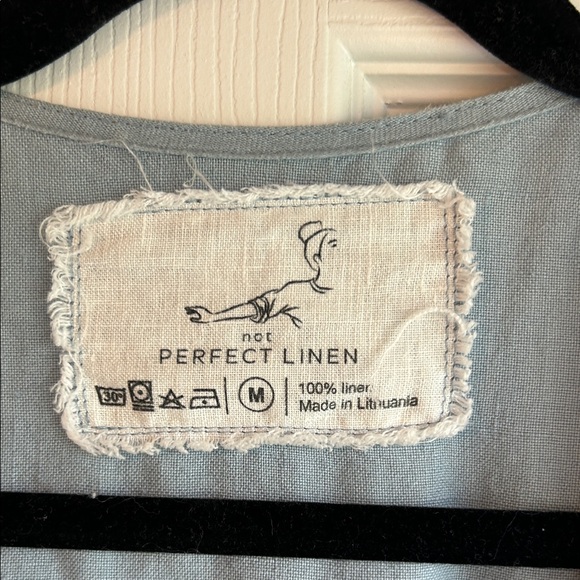 not
PERFECT LINEN
30° M 100% linen
Made in Lithuania